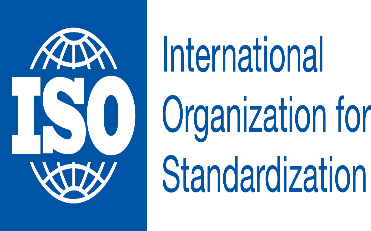 ISO
International
Organization for
Standardization